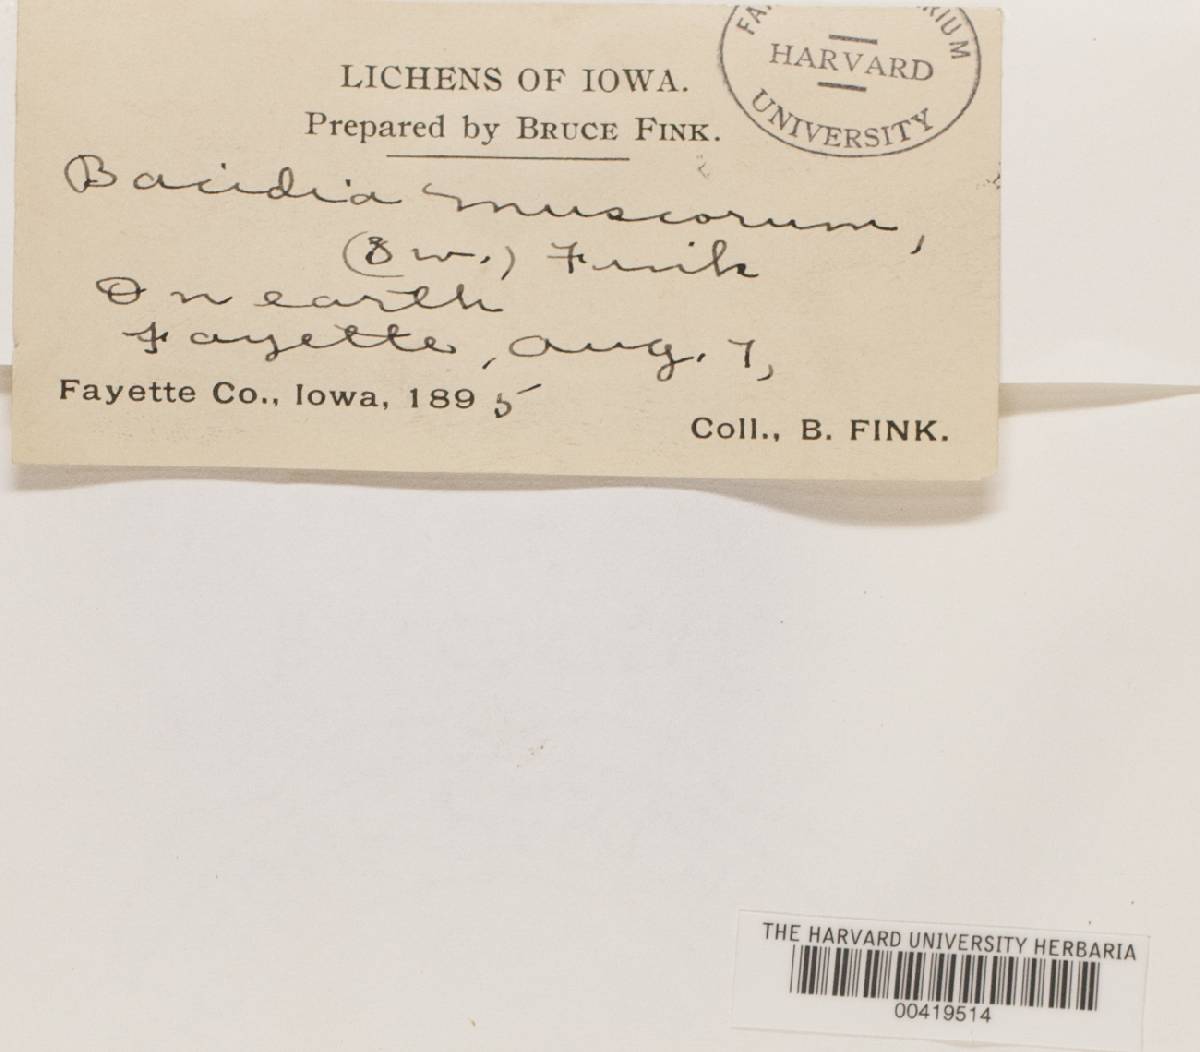 LICHENS OF IOWA.
Prepared by BRUCE FINK.
HARVARD
UNIVERSITY
Bacidia muscorum,
(Sw.) Fink
On earth
Fayette, Aug. 7,
Fayette Co., Iowa, 1895
Coll., B. FINK.
THE HARVARD UNIVERSITY HERBARIA
00419514